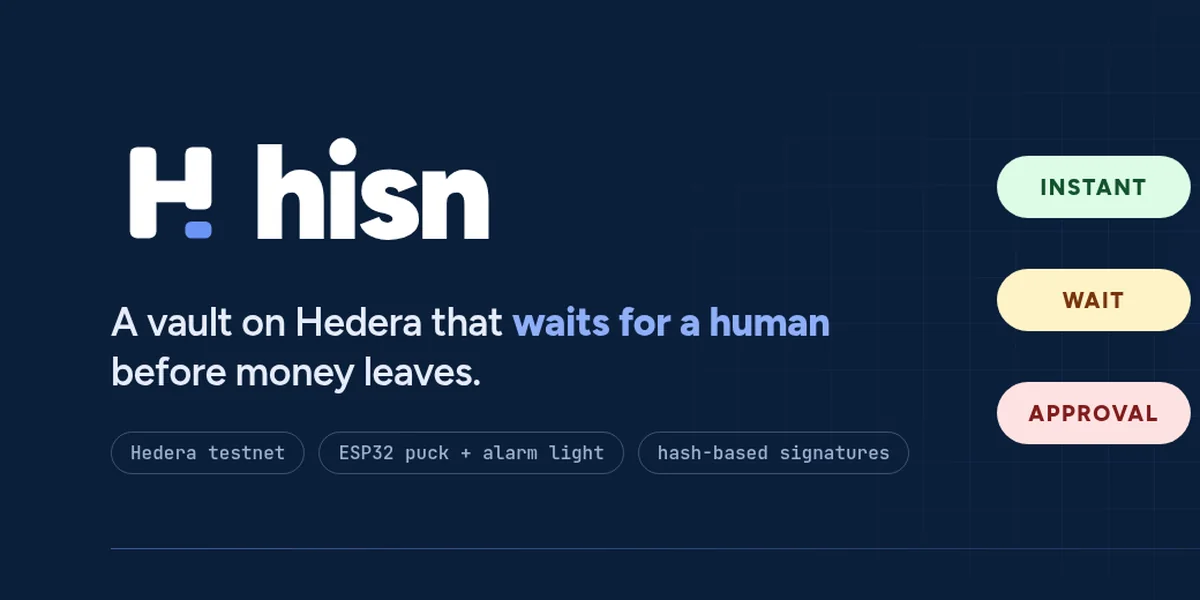 H hisn
A vault on Hedera that waits for a human
before money leaves.
Hedera testnet
ESP32 puck + alarm light
hash-based signatures
INSTANT
WAIT
APPROVAL